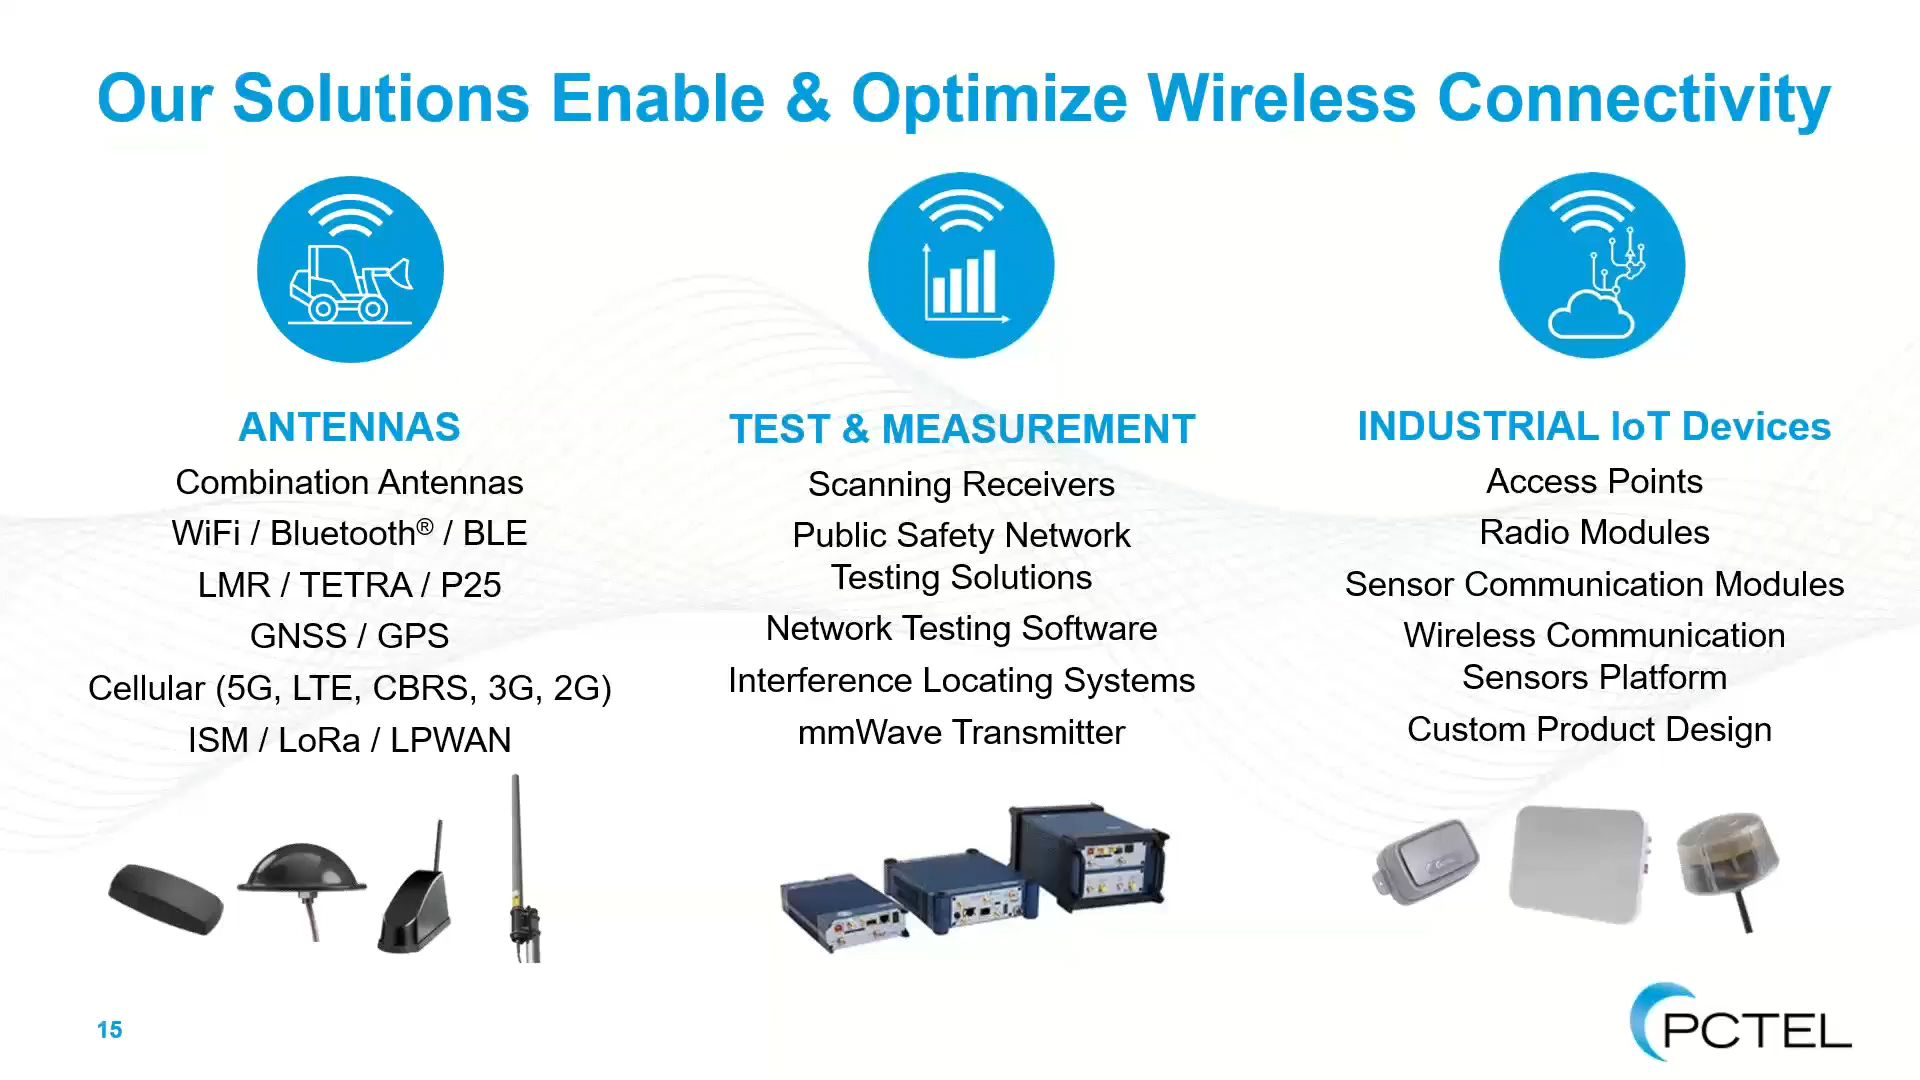 Our Solutions Enable & Optimize Wireless Connectivity
ANTENNAS
Combination Antennas
WiFi / Bluetooth® / BLE
LMR / TETRA / P25
GNSS / GPS
Cellular (5G, LTE, CBRS, 3G, 2G)
ISM / LoRa / LPWAN
TEST & MEASUREMENT
Scanning Receivers
Public Safety Network
Testing Solutions
Network Testing Software
Interference Locating Systems
mmWave Transmitter
INDUSTRIAL IoT Devices
Access Points
Radio Modules
Sensor Communication Modules
Wireless Communication
Sensors Platform
Custom Product Design
15
PCTEL